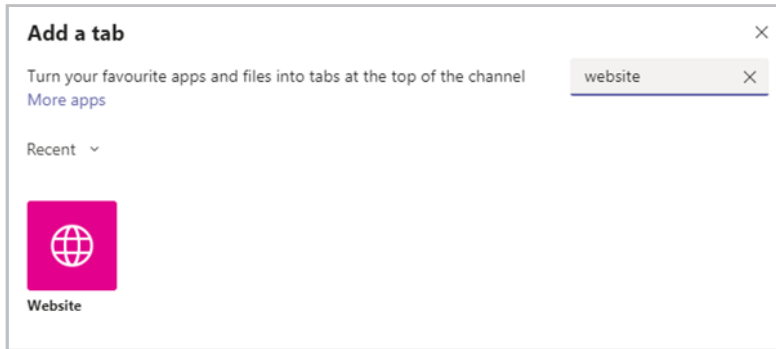 Add a tab
Turn your favourite apps and files into tabs at the top of the channel
More apps
website
Recent
Website